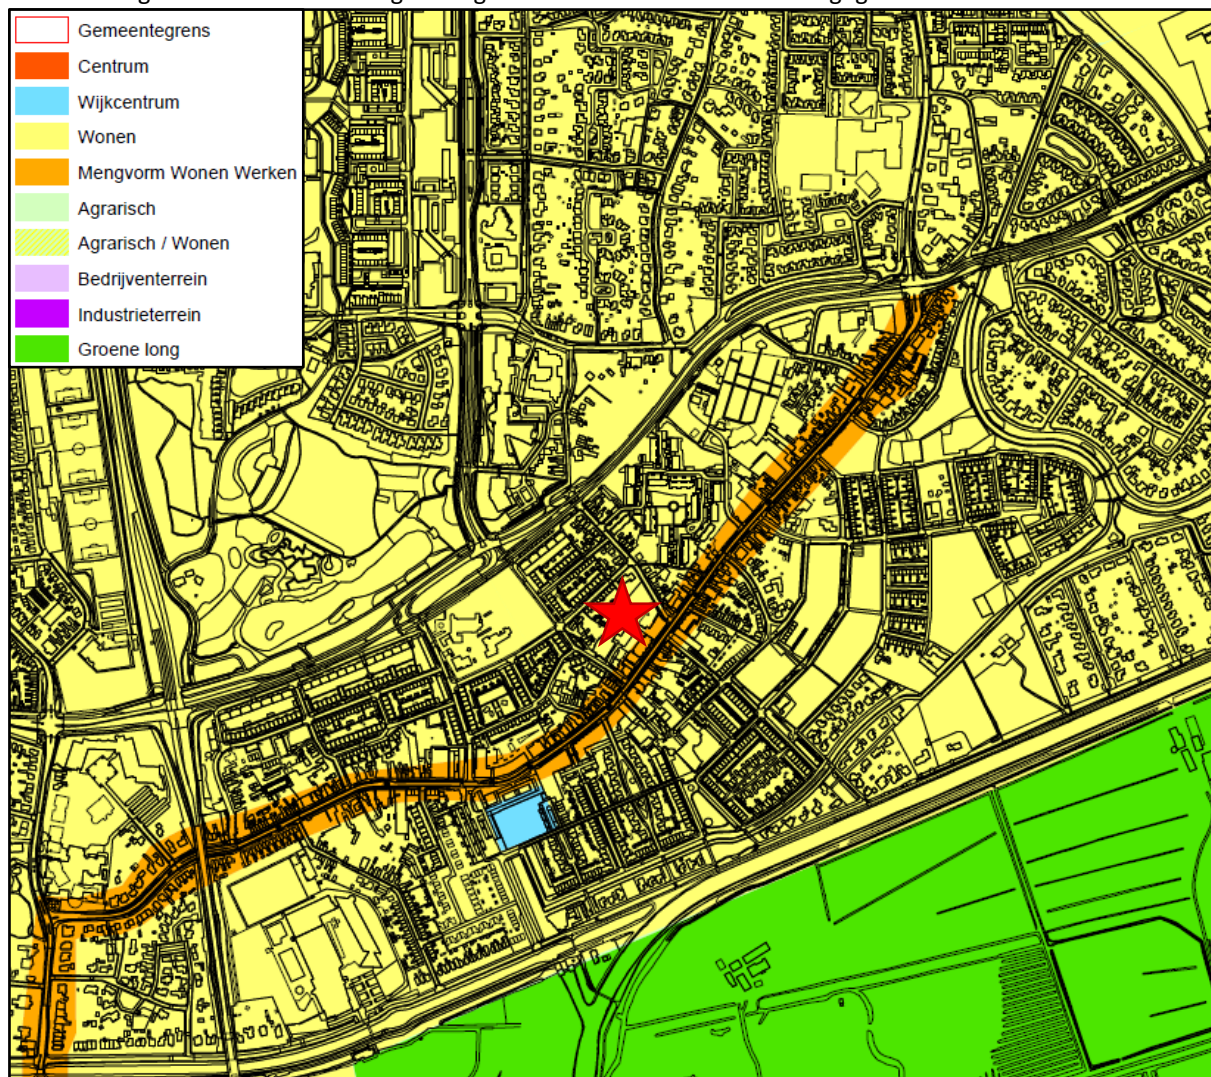 Gemeentegrens
Centrum
Wijkcentrum
Wonen
Mengvorm Wonen Werken
Agrarisch
Agrarisch / Wonen
Bedrijventerrein
Industrieterrein
Groene long